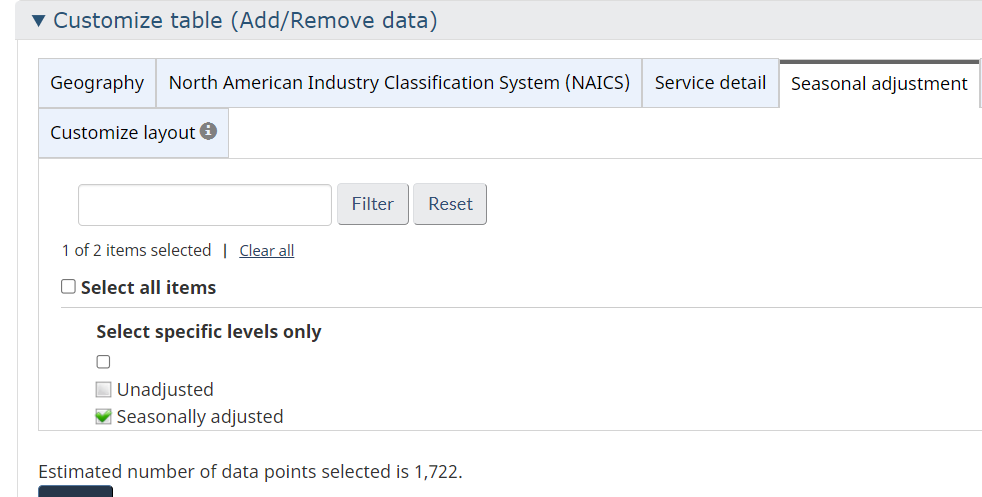 ▼ Customize table (Add/Remove data)
Geography North American Industry Classification System (NAICS) Service detail Seasonal adjustment
Customize layout
Filter Reset
1 of 2 items selected | Clear all
Select all items
Select specific levels only
Unadjusted
Seasonally adjusted
Estimated number of data points selected is 1,722.